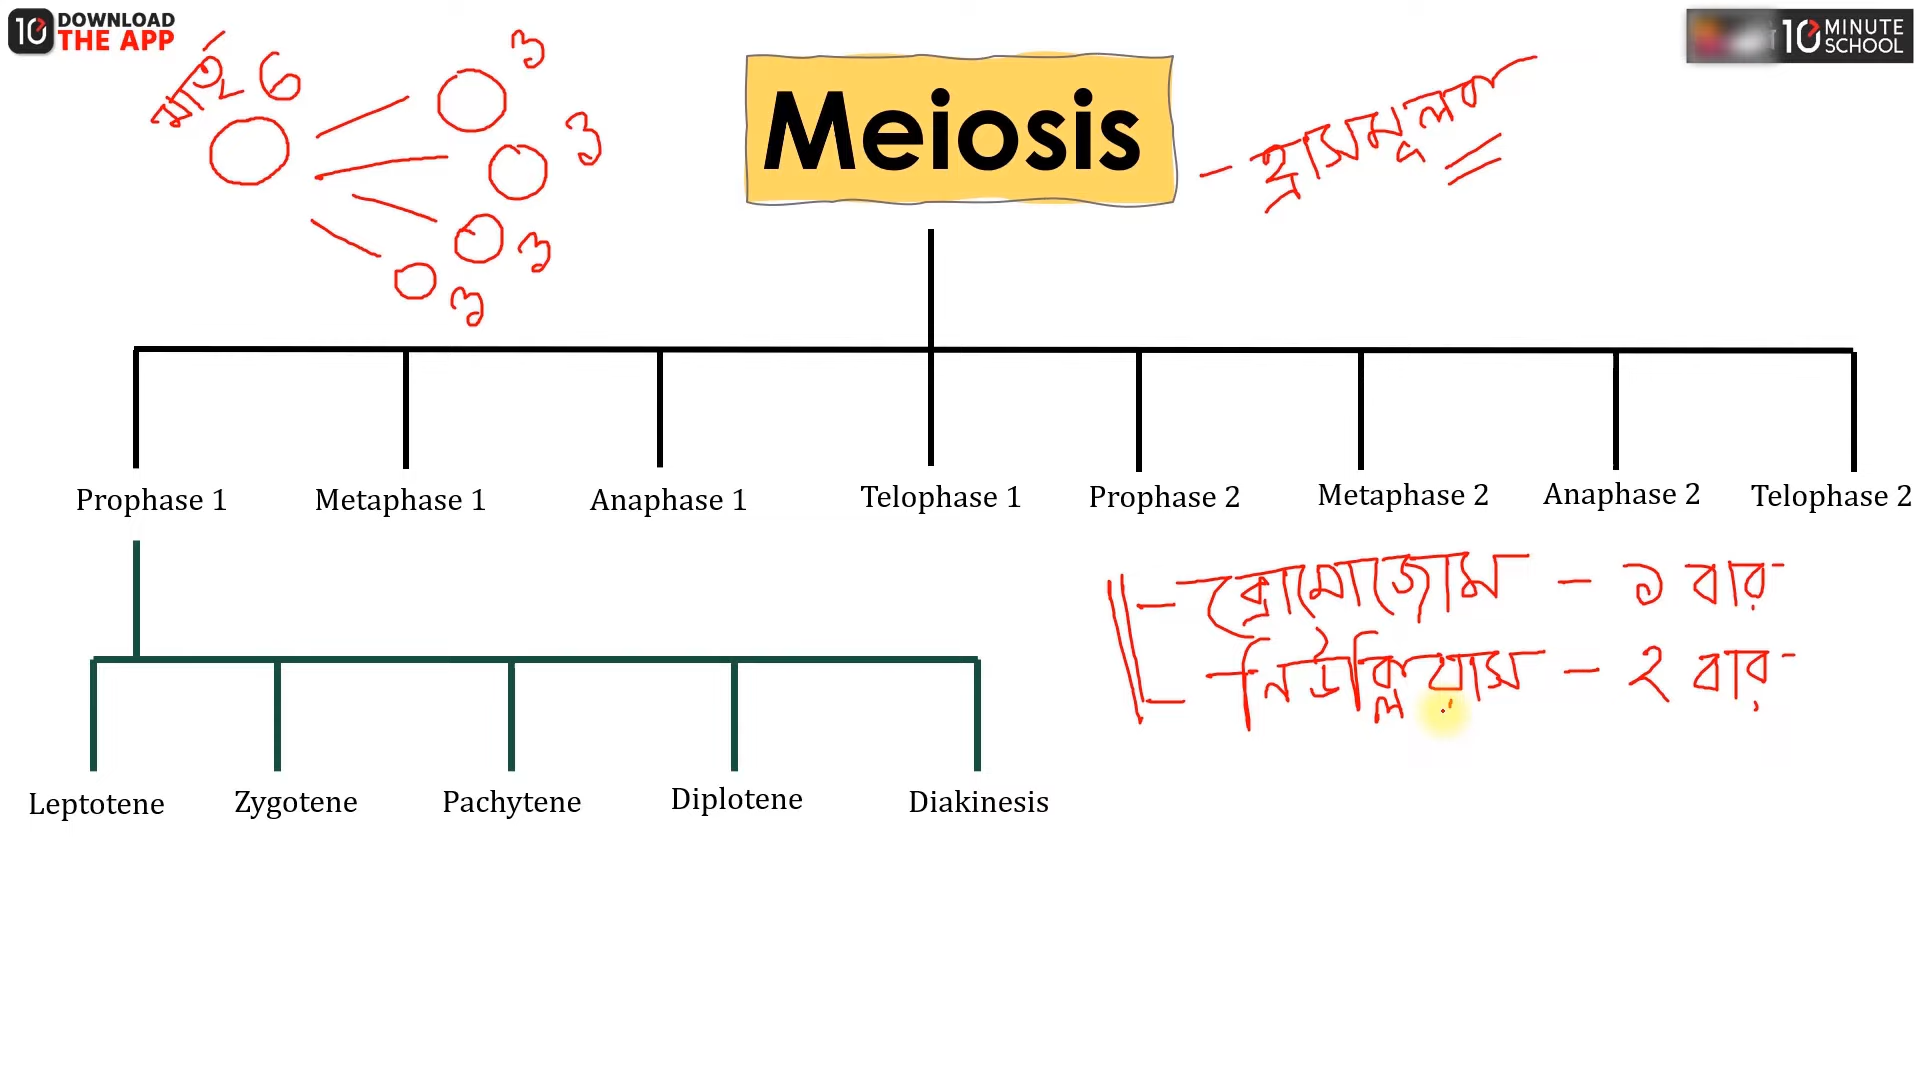 DOWNLOAD
THE APP
10 MINUTE
SCHOOL
6
3
3
3
3
Meiosis
- হ্রাসমূলক
Prophase 1 Metaphase 1 Anaphase 1 Telophase 1 Prophase 2 Metaphase 2 Anaphase 2 Telophase 2
- ক্রোমোজোম - ১ বার
- নিউক্লিয়াস - ২ বার
Leptotene Zygotene Pachytene Diplotene Diakinesis